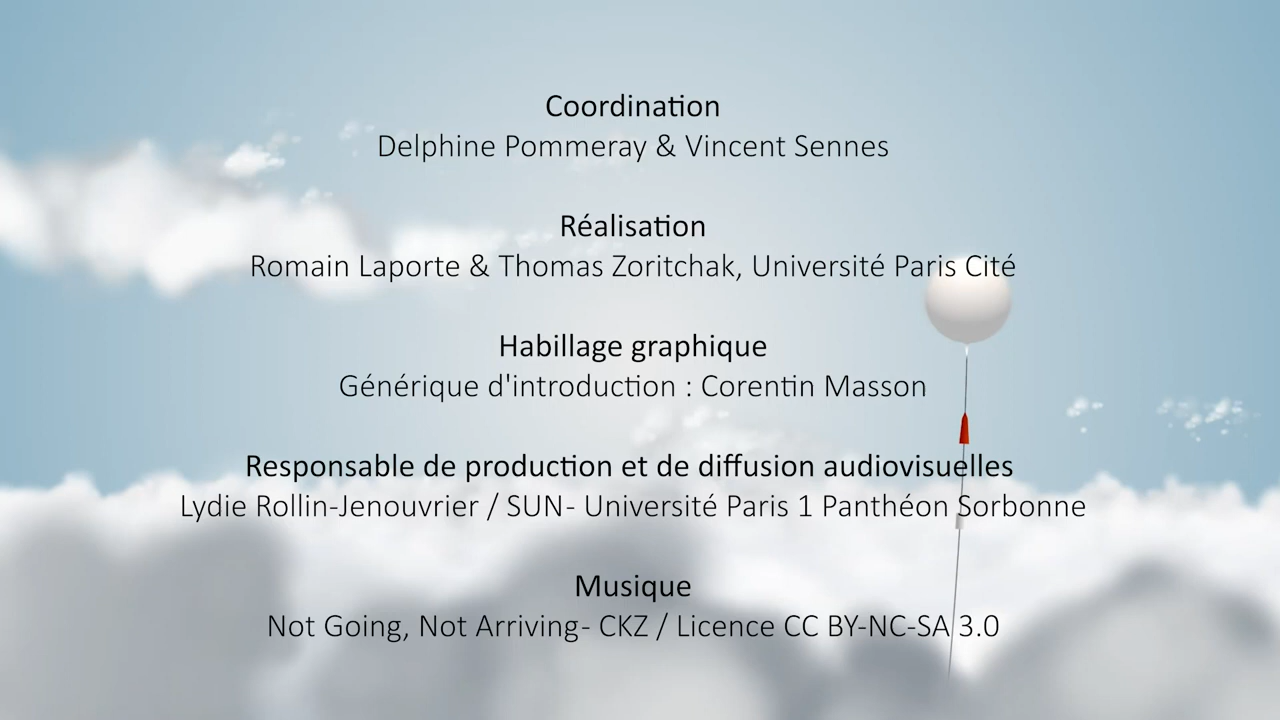 Coordination
Delphine Pommeray & Vincent Sennes
Réalisation
Romain Laporte & Thomas Zoritchak, Université Paris Cité
Habillage graphique
Générique d'introduction : Corentin Masson
Responsable de production et de diffusion audiovisuelles
Lydie Rollin-Jenouvrier / SUN- Université Paris 1 Panthéon Sorbonne
Musique
Not Going, Not Arriving- CKZ / Licence CC BY-NC-SA 3.0